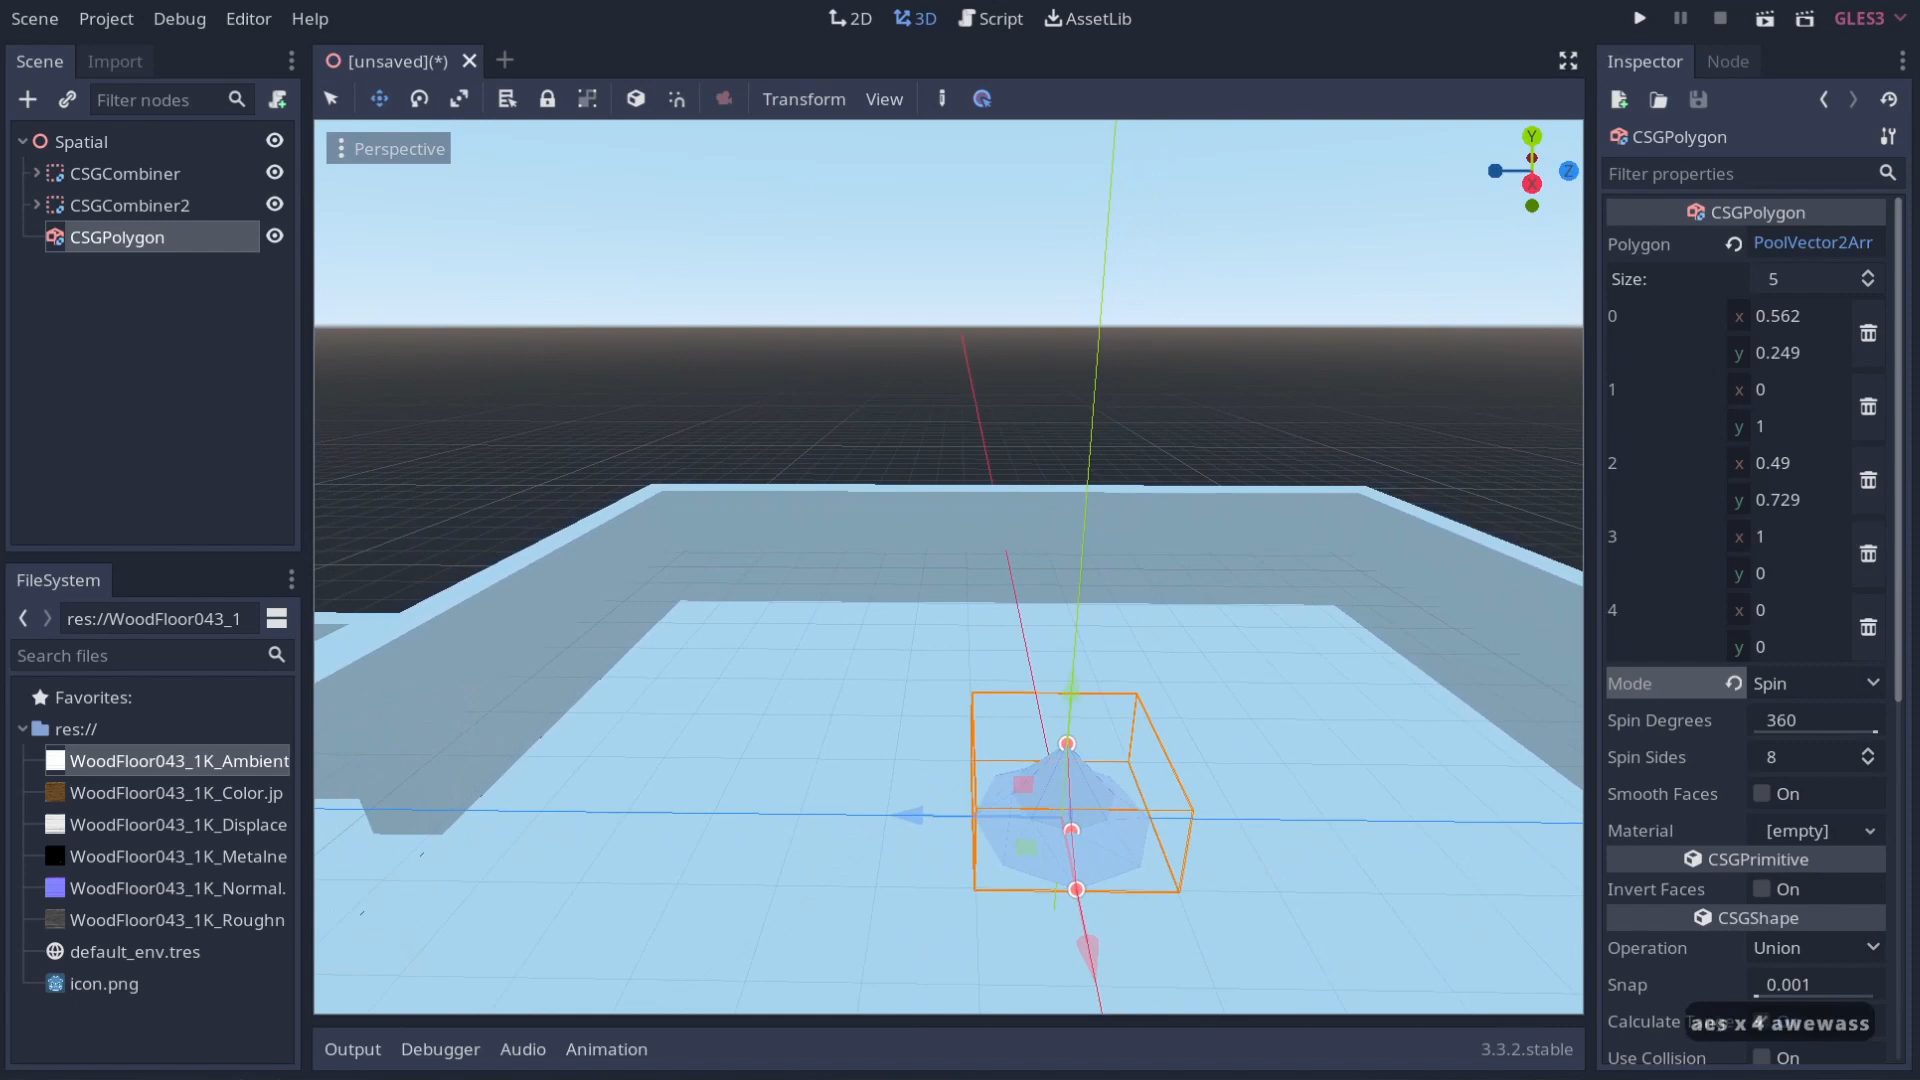 Scene Project Debug Editor Help
2D 3D Script AssetLib
GLES3
Scene Import
[unsaved](*)
Inspector Node
Filter nodes
Transform View
Spatial
CSGCombiner
CSGCombiner2
CSGPolygon
Perspective
Y
Z
X
CSGPolygon
Filter properties
CSGPolygon
Polygon PoolVector2Arr
Size: 5
0 x 0.562
y 0.249
1 x 0
y 1
2 x 0.49
y 0.729
3 x 1
y 0
4 x 0
y 0
Mode Spin
Spin Degrees 360
Spin Sides 8
Smooth Faces On
Material [empty]
CSGPrimitive
Invert Faces On
CSGShape
Operation Union
Snap 0.001
Calculate
aes x 4 awewass
Use Collision On
FileSystem
res://WoodFloor043_1
Search files
Favorites:
res://
WoodFloor043_1K_Ambient
WoodFloor043_1K_Color.jp
WoodFloor043_1K_Displace
WoodFloor043_1K_Metalne
WoodFloor043_1K_Normal.
WoodFloor043_1K_Roughn
default_env.tres
icon.png
Output Debugger Audio Animation
3.3.2.stable